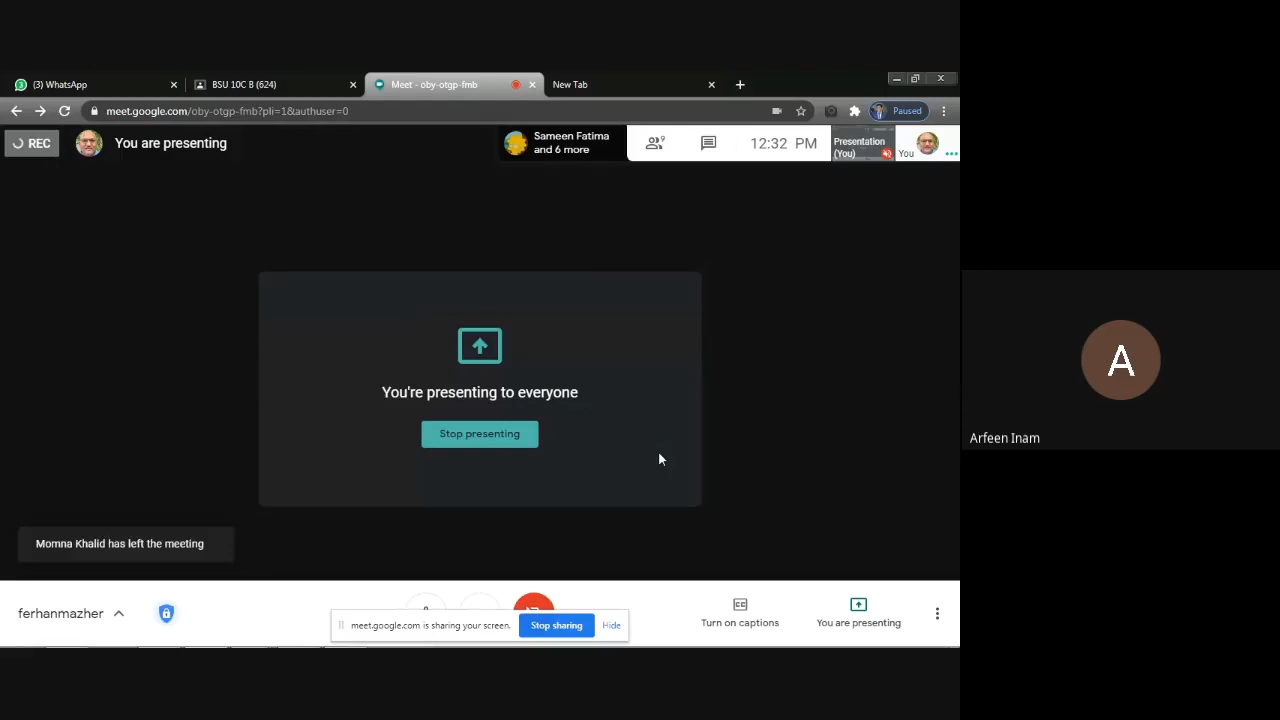 (3) WhatsApp
BSU 10C B (624)
Meet - oby-otgp-fmb
New Tab
meet.google.com/oby-otgp-fmb?pli=1&authuser=0
Paused
REC
You are presenting
Sameen Fatima
and 6 more
9
12:32 PM
Presentation
(You)
You
You're presenting to everyone
Stop presenting
A
Arfeen Inam
Momna Khalid has left the meeting
ferhanmazher
meet.google.com is sharing your screen.
Stop sharing
Hide
Turn on captions
You are presenting